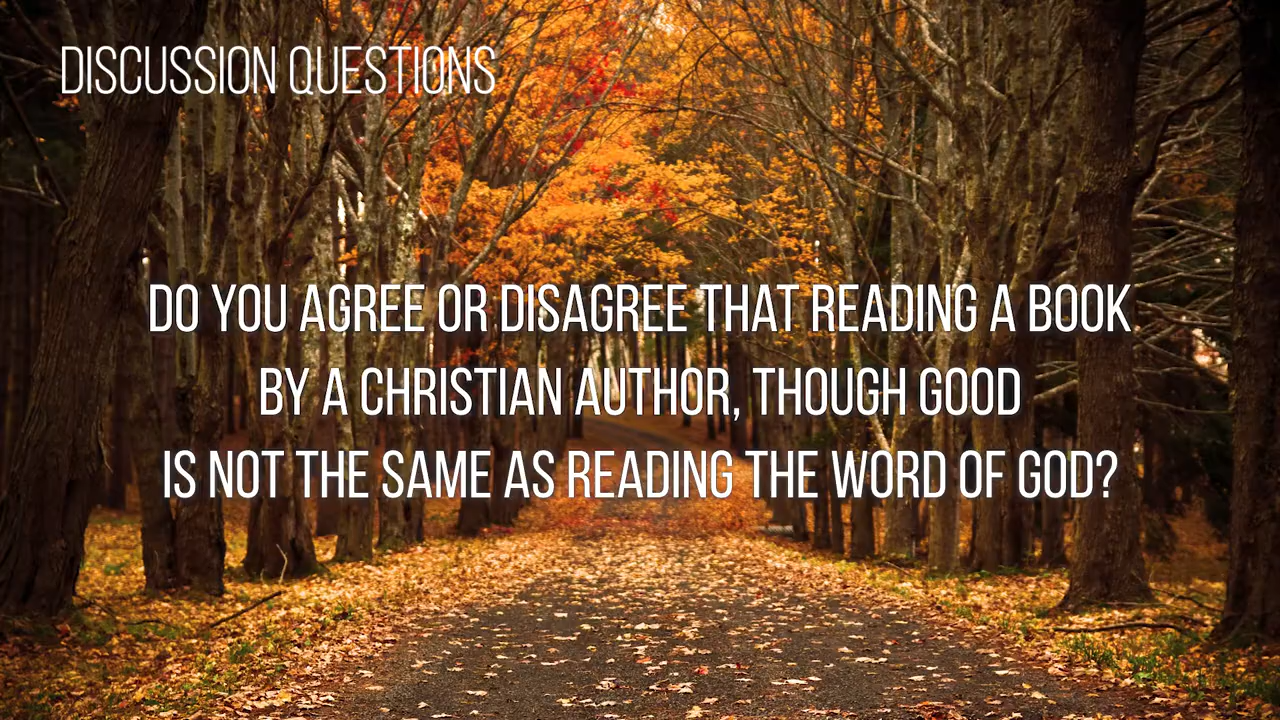 DISCUSSION QUESTIONS
DO YOU AGREE OR DISAGREE THAT READING A BOOK
BY A CHRISTIAN AUTHOR, THOUGH GOOD
IS NOT THE SAME AS READING THE WORD OF GOD?